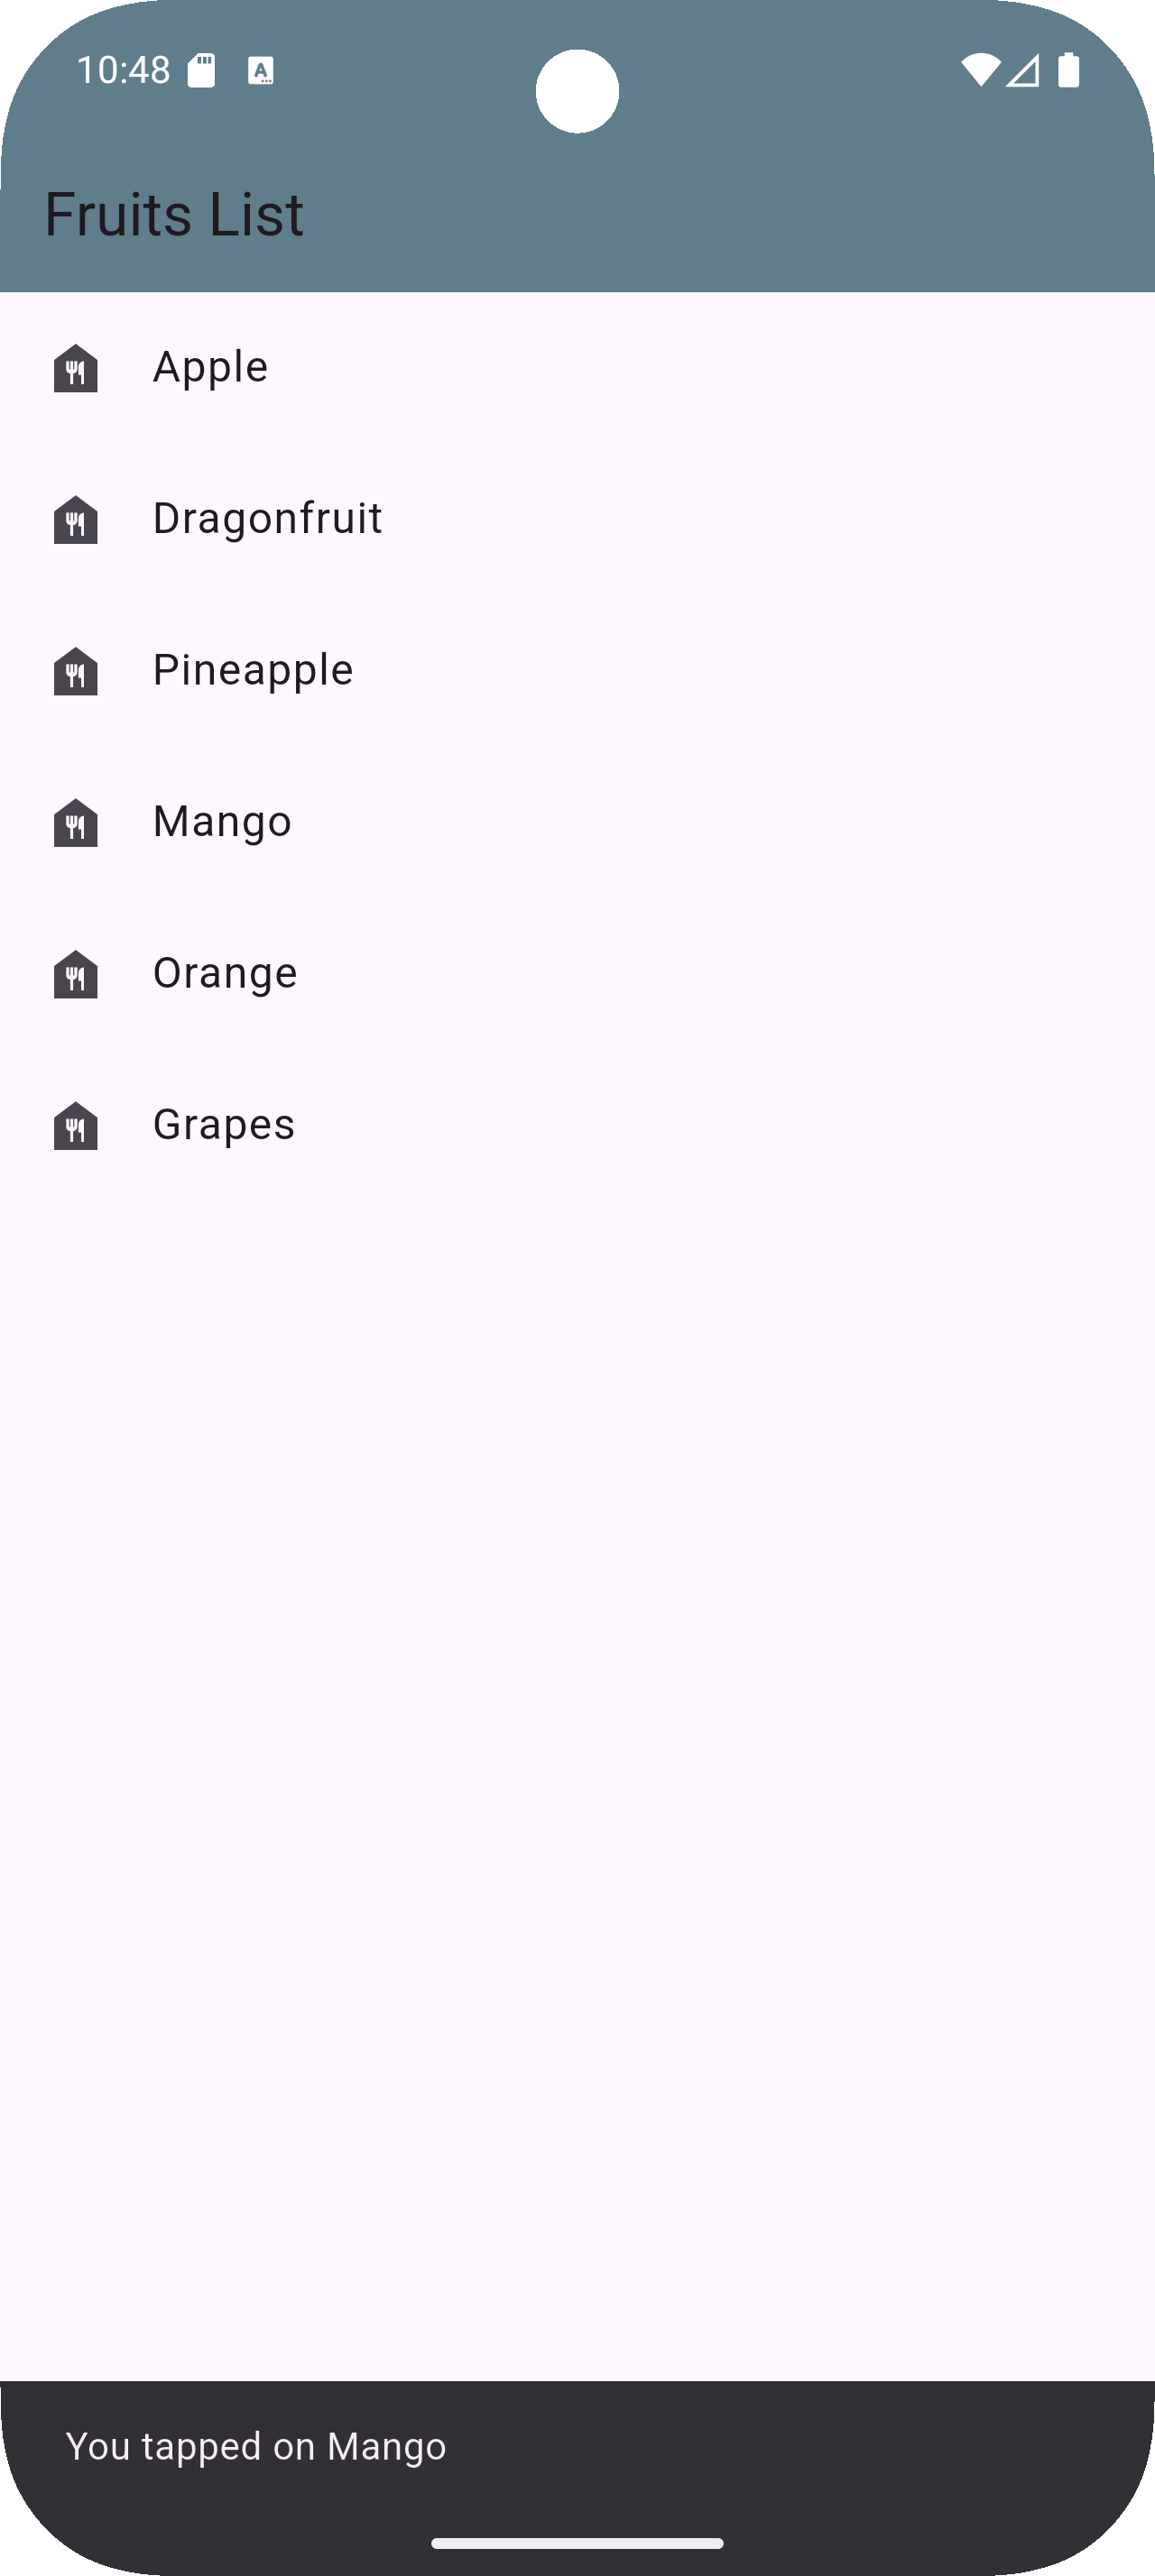 10:48
Fruits List
Apple
Dragonfruit
Pineapple
Mango
Orange
Grapes
You tapped on Mango